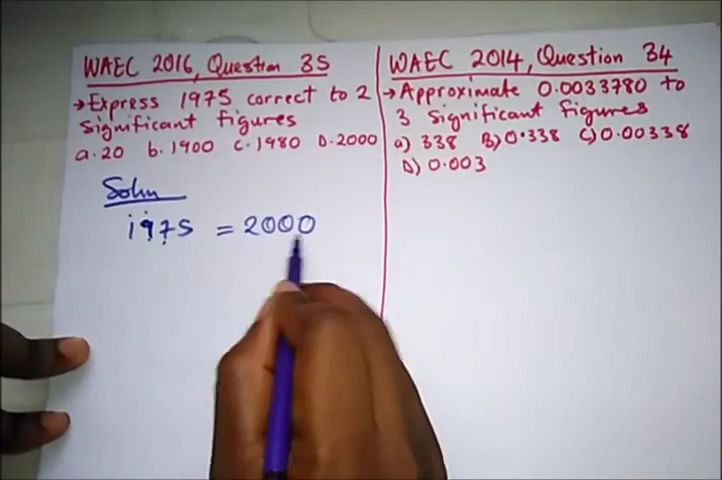 WAEC 2016, Question 35
→Express 1975 correct to 2
significant figures
a. 20 b. 1900 c. 1980 D. 2000
Soln
1975 = 2000
WAEC 2014, Question 34
→Approximate 0.0033780 to
3 significant figures
a) 338 B) 0.338 C) 0.00338
D) 0.003